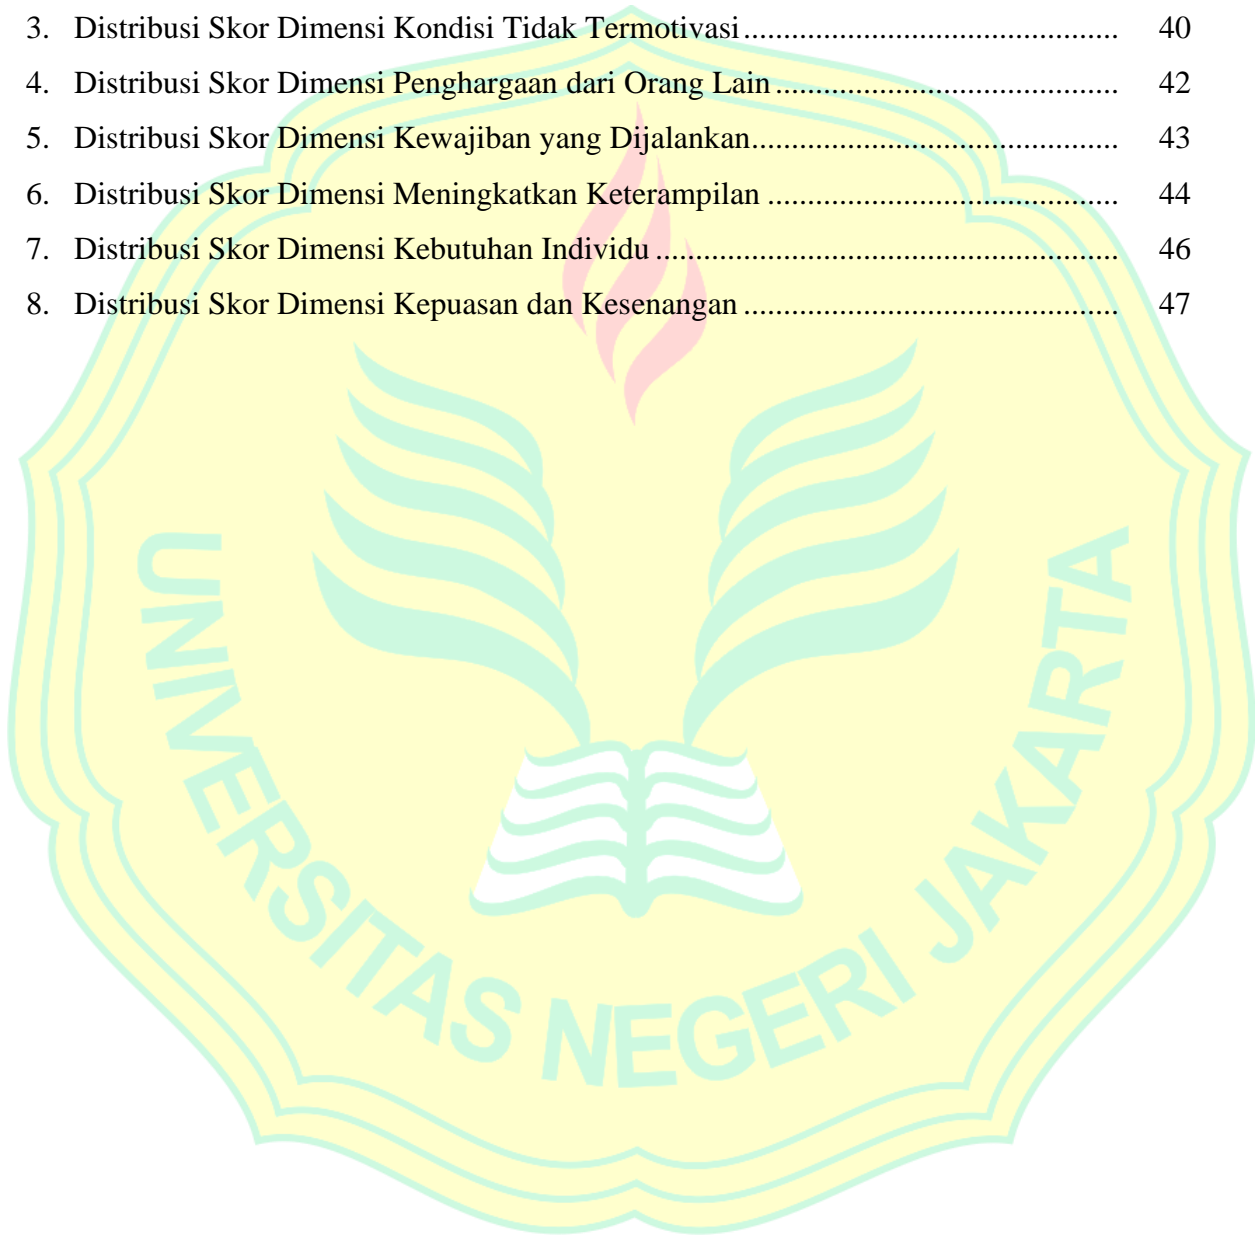 3. Distribusi Skor Dimensi Kondisi Tidak Termotivasi............................................... 40
4. Distribusi Skor Dimensi Penghargaan dari Orang Lain ........................................... 42
5. Distribusi Skor Dimensi Kewajiban yang Dijalankan.............................................. 43
6. Distribusi Skor Dimensi Meningkatkan Keterampilan ............................................ 44
7. Distribusi Skor Dimensi Kebutuhan Individu .......................................................... 46
8. Distribusi Skor Dimensi Kepuasan dan Kesenangan ............................................... 47
UNIVERSITAS NEGERI JAKARTA